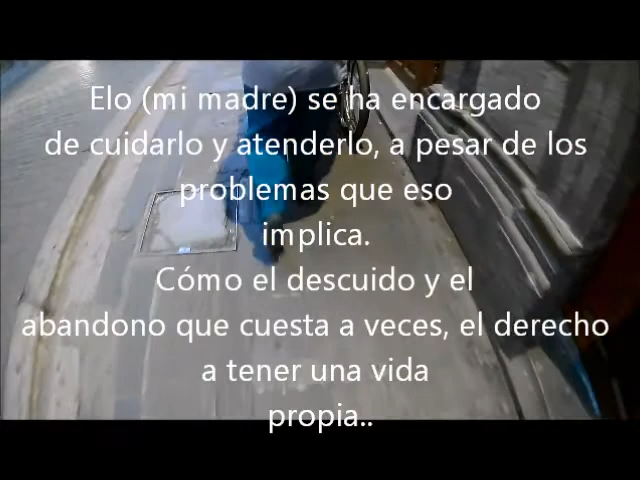 Elo (mi madre) se ha encargado
de cuidarlo y atenderlo, a pesar de los
problemas que eso
implica.
Cómo el descuido y el
abandono que cuesta a veces, el derecho
a tener una vida
propia..